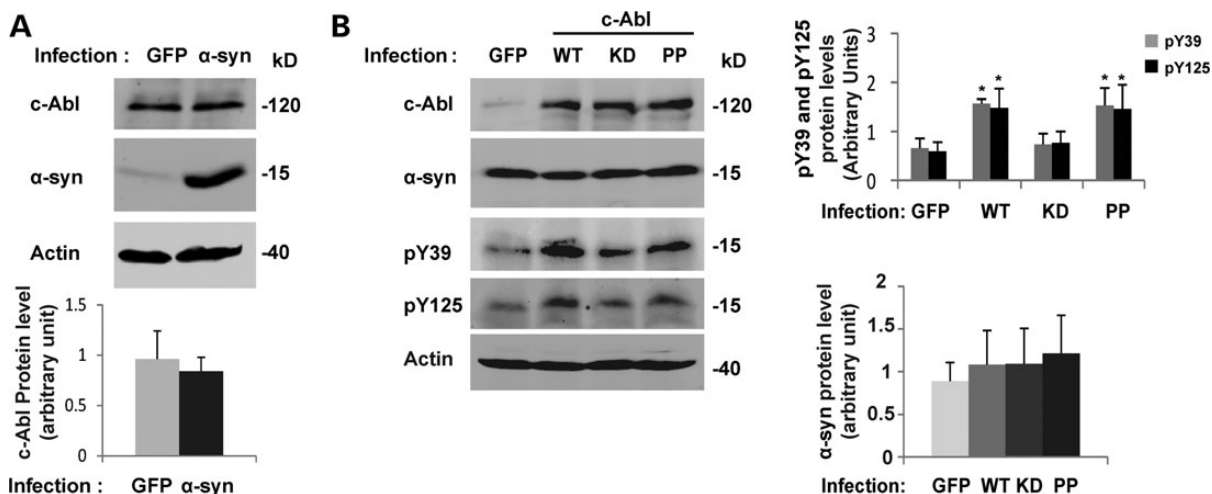 A
Infection : GFP α-syn kD
c-Abl -120
α-syn -15
Actin -40
c-Abl Protein level
(arbitrary unit)
1.5
1
0.5
0
Infection : GFP α-syn
B
c-Abl
Infection : GFP WT KD PP kD
c-Abl -120
α-syn -15
pY39 -15
pY125 -15
Actin -40
pY39 and pY125
protein levels
(Arbitrary Units)
3
2
1
0
* * * *
pY39
pY125
Infection: GFP WT KD PP
α-syn protein level
(arbitrary unit)
2
1.5
1
0.5
0
Infection: GFP WT KD PP